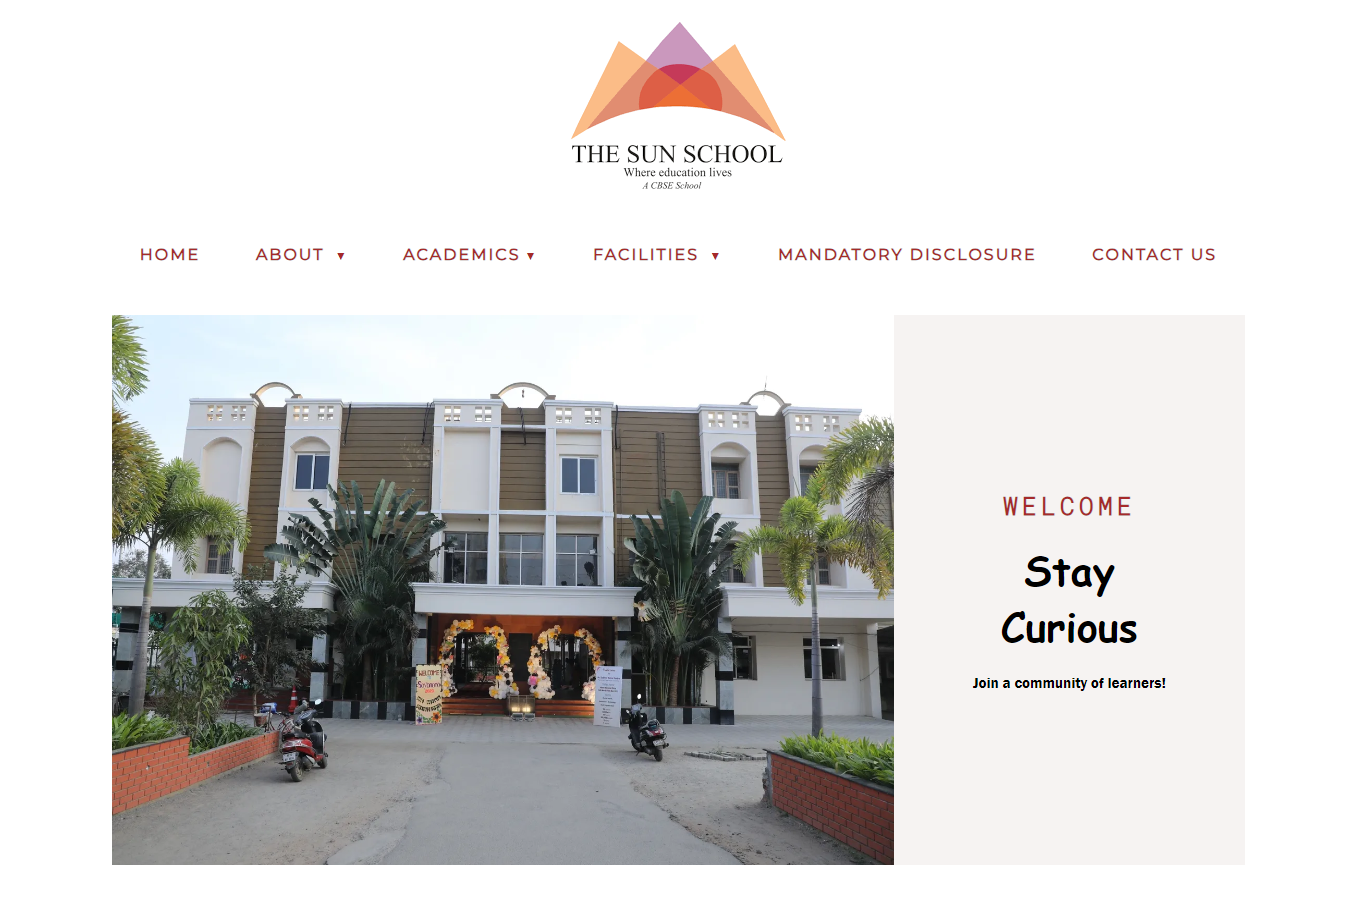 THE SUN SCHOOL
Where education lives
A CBSE School
HOME ABOUT ▼ ACADEMICS ▼ FACILITIES ▼ MANDATORY DISCLOSURE CONTACT US
WELCOME
Stay
Curious
Join a community of learners!
WELCOME